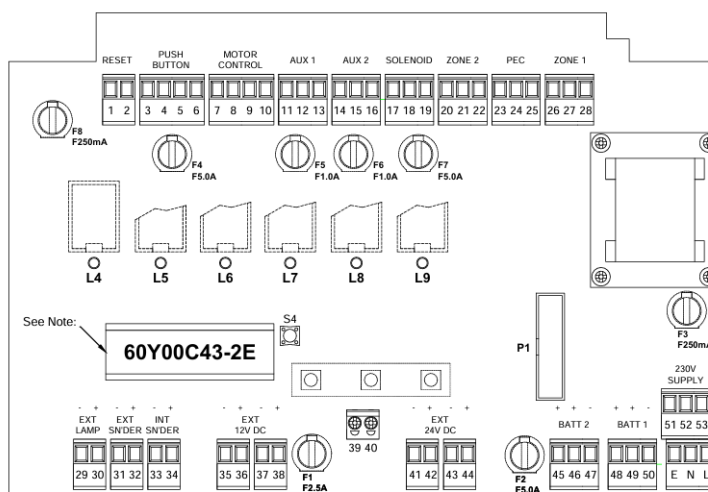 RESET PUSH BUTTON MOTOR CONTROL AUX 1 AUX 2 SOLENOID ZONE 2 PEC ZONE 1
1 2 3 4 5 6 7 8 9 10 11 12 13 14 15 16 17 18 19 20 21 22 23 24 25 26 27 28
F8
F250mA
F4
F5.0A
F5
F1.0A
F6
F1.0A
F7
F5.0A
L4 L5 L6 L7 L8 L9
See Note:
S4
60Y00C43-2E
P1
F3
F250mA
230V
SUPPLY
51 52 53
EXT
LAMP
- +
29 30
EXT
SN'DER
- +
31 32
INT
SN'DER
- +
33 34
EXT
12V DC
- + - +
35 36 37 38
F1
F2.5A
39 40
EXT
24V DC
- + - +
41 42 43 44
F2
F5.0A
BATT 2
+ + -
45 46 47
BATT 1
+ + -
48 49 50
E N L